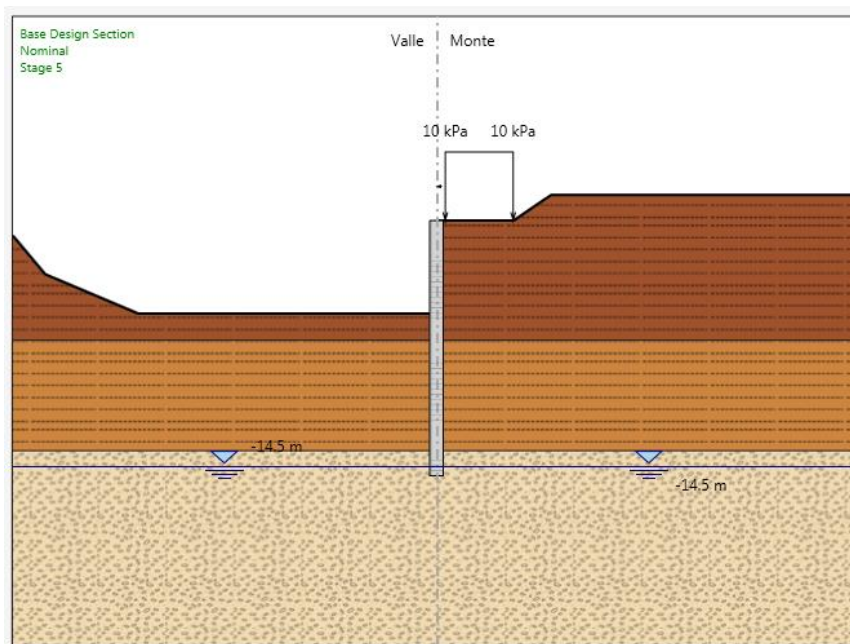 Base Design Section
Nominal
Stage 5
Valle
Monte
10 kPa
10 kPa
-14.5 m
-14.5 m